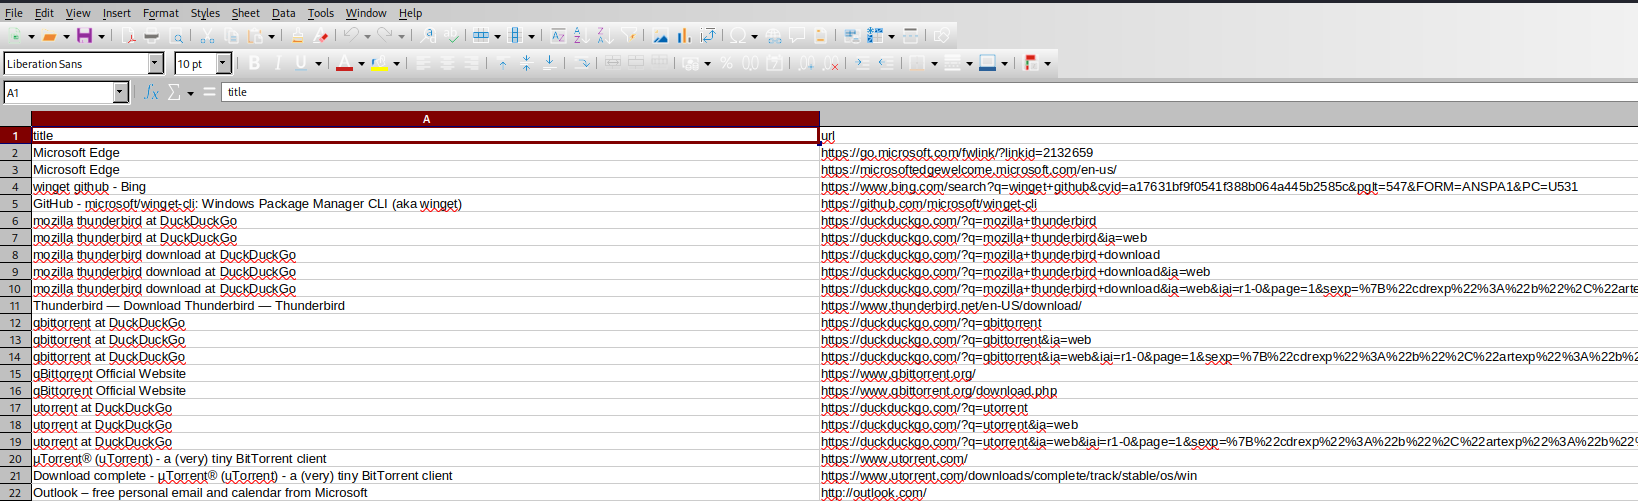 File Edit View Insert Format Styles Sheet Data Tools Window Help
Liberation Sans 10 pt
A1 title
A
1 title url
2 Microsoft Edge https://go.microsoft.com/fwlink/?linkid=2132659
3 Microsoft Edge https://microsoftedgewelcome.microsoft.com/en-us/
4 winget github - Bing https://www.bing.com/search?q=winget+github&cvid=a17631bf9f0541f388b064a445b2585c&pglt=547&FORM=ANSPA1&PC=U531
5 GitHub - microsoft/winget-cli: Windows Package Manager CLI (aka winget) https://github.com/microsoft/winget-cli
6 mozilla thunderbird at DuckDuckGo https://duckduckgo.com/?q=mozilla+thunderbird
7 mozilla thunderbird at DuckDuckGo https://duckduckgo.com/?q=mozilla+thunderbird&ia=web
8 mozilla thunderbird download at DuckDuckGo https://duckduckgo.com/?q=mozilla+thunderbird+download
9 mozilla thunderbird download at DuckDuckGo https://duckduckgo.com/?q=mozilla+thunderbird+download&ia=web
10 mozilla thunderbird download at DuckDuckGo https://duckduckgo.com/?q=mozilla+thunderbird+download&ia=web&iai=r1-0&page=1&sexp=%7B%22cdrexp%22%3A%22b%22%2C%22arte
11 Thunderbird — Download Thunderbird — Thunderbird https://www.thunderbird.net/en-US/download/
12 qbittorrent at DuckDuckGo https://duckduckgo.com/?q=qbittorrent
13 qbittorrent at DuckDuckGo https://duckduckgo.com/?q=qbittorrent&ia=web
14 qbittorrent at DuckDuckGo https://duckduckgo.com/?q=qbittorrent&ia=web&iai=r1-0&page=1&sexp=%7B%22cdrexp%22%3A%22b%22%2C%22artexp%22%3A%22b%2
15 qBittorrent Official Website https://www.qbittorrent.org/
16 qBittorrent Official Website https://www.qbittorrent.org/download.php
17 utorrent at DuckDuckGo https://duckduckgo.com/?q=utorrent
18 utorrent at DuckDuckGo https://duckduckgo.com/?q=utorrent&ia=web
19 utorrent at DuckDuckGo https://duckduckgo.com/?q=utorrent&ia=web&iai=r1-0&page=1&sexp=%7B%22cdrexp%22%3A%22b%22%2C%22artexp%22%3A%22b%22%
20 µTorrent® (uTorrent) - a (very) tiny BitTorrent client https://www.utorrent.com/
21 Download complete - µTorrent® (uTorrent) - a (very) tiny BitTorrent client https://www.utorrent.com/downloads/complete/track/stable/os/win
22 Outlook – free personal email and calendar from Microsoft http://outlook.com/